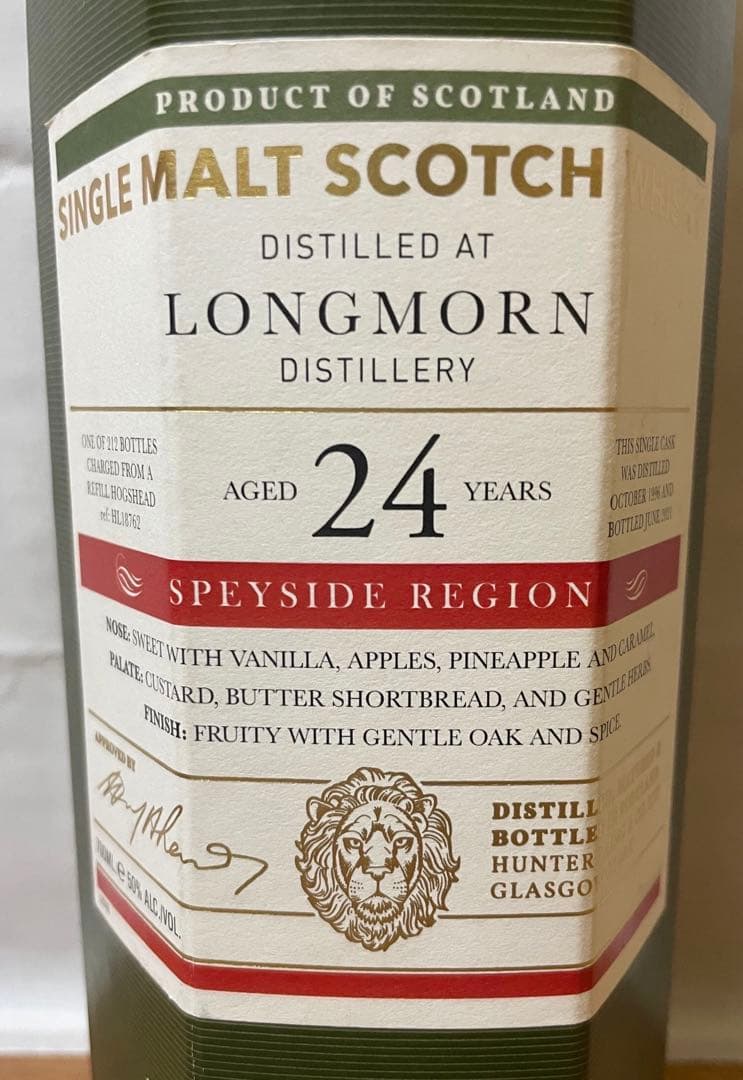 PRODUCT OF SCOTLAND
SINGLE MALT SCOTCH
DISTILLED AT
LONGMORN
DISTILLERY
ONE OF 212 BOTTLES
CHARGED FROM A
REFILL HOGSHEAD
ref: HL18762
AGED 24 YEARS
THIS SINGLE CASK
WAS DISTILLED
OCTOBER 1996 AND
BOTTLED JUNE 2021
SPEYSIDE REGION
NOSE: SWEET WITH VANILLA, APPLES, PINEAPPLE AND CARAMEL.
PALATE: CUSTARD, BUTTER SHORTBREAD, AND GENTLE HERBS.
FINISH: FRUITY WITH GENTLE OAK AND SPICE.
APPROVED BY
700ML e 50% ALC./VOL.
DISTILL
BOTTLE
HUNTER
GLASGO